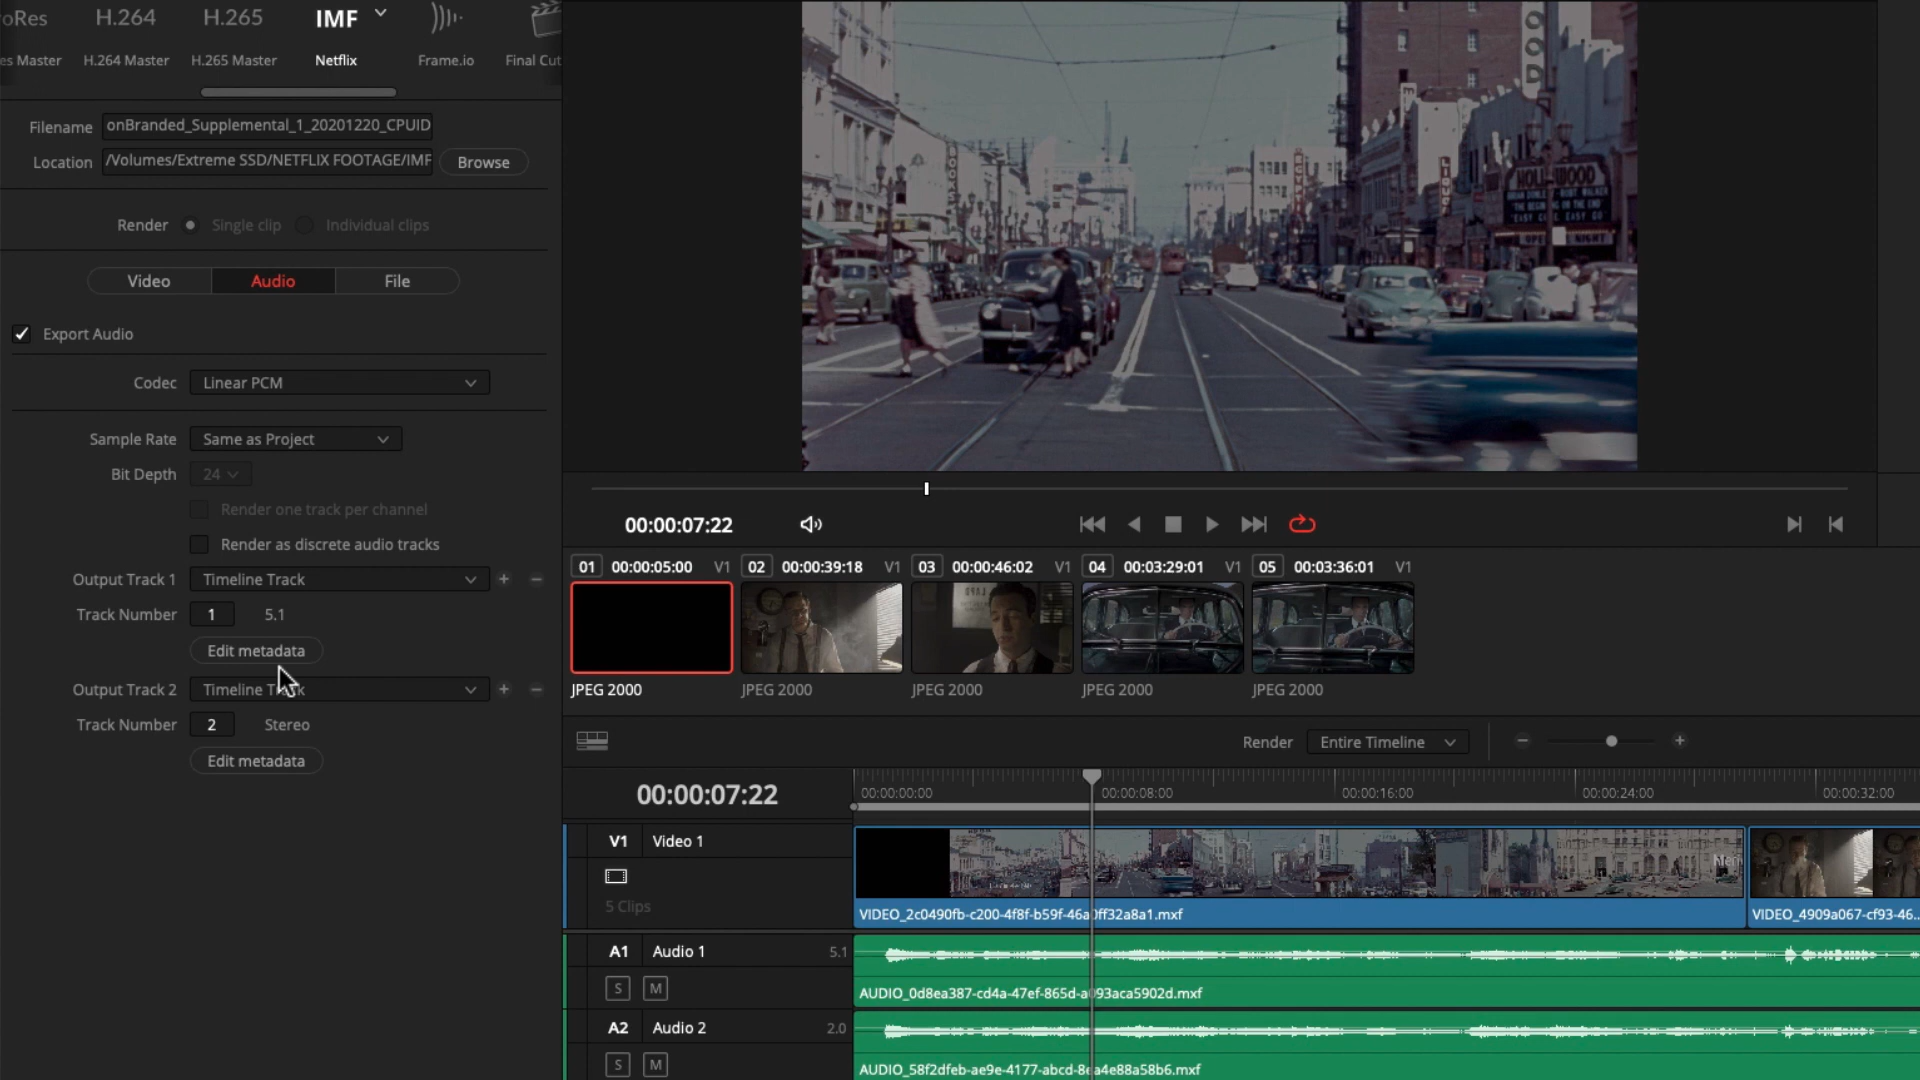 oRes
H.264
H.265
IMF
es Master
H.264 Master
H.265 Master
Netflix
Frame.io
Final Cut
Filename
onBranded_Supplemental_1_20201220_CPUID
Location
/Volumes/Extreme SSD/NETFLIX FOOTAGE/IMF
Browse
Render
Single clip
Individual clips
Video
Audio
File
Export Audio
Codec
Linear PCM
Sample Rate
Same as Project
Bit Depth
24
Render one track per channel
Render as discrete audio tracks
Output Track 1
Timeline Track
Track Number
1
5.1
Edit metadata
Output Track 2
Timeline Track
Track Number
2
Stereo
Edit metadata
HOLLYWOOD
00:00:07:22
01 00:00:05:00 V1
02 00:00:39:18 V1
03 00:00:46:02 V1
04 00:03:29:01 V1
05 00:03:36:01 V1
LAPD
JPEG 2000
JPEG 2000
JPEG 2000
JPEG 2000
JPEG 2000
Render
Entire Timeline
00:00:07:22
00:00:00:00
00:00:08:00
00:00:16:00
00:00:24:00
00:00:32:00
V1
Video 1
5 Clips
VIDEO_2c0490fb-c200-4f8f-b59f-46a0ff32a8a1.mxf
VIDEO_4909a067-cf93-46..
A1
Audio 1
5.1
S
M
AUDIO_0d8ea387-cd4a-47ef-865d-a093aca5902d.mxf
A2
Audio 2
2.0
S
M
AUDIO_58f2dfeb-ae9e-4177-abcd-8ea4e88a58b6.mxf